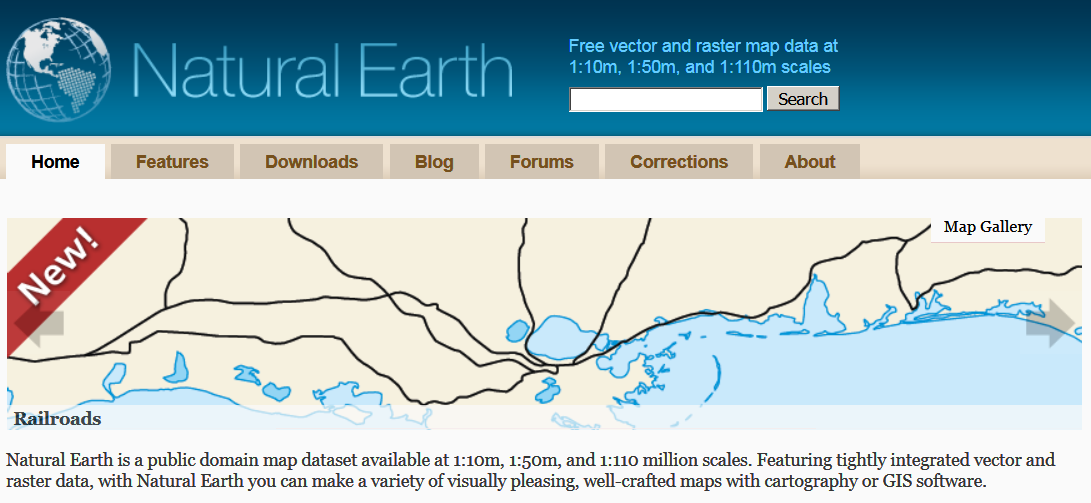 Natural Earth
Free vector and raster map data at
1:10m, 1:50m, and 1:110m scales
Search
Home Features Downloads Blog Forums Corrections About
New!
Map Gallery
Railroads
Natural Earth is a public domain map dataset available at 1:10m, 1:50m, and 1:110 million scales. Featuring tightly integrated vector and
raster data, with Natural Earth you can make a variety of visually pleasing, well-crafted maps with cartography or GIS software.